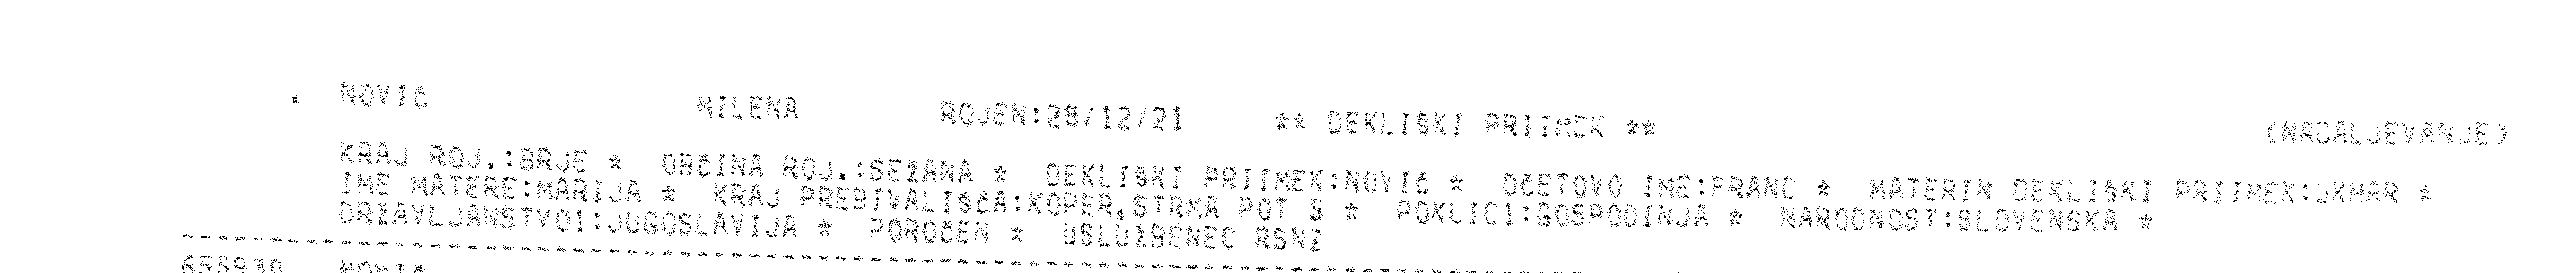 . NOVIČ MILENA ROJEN:28/12/21 ** DEKLIŠKI PRIIMEK ** (NADALJEVANJE)
KRAJ ROJ.:BRJE * OBČINA ROJ.:SEŽANA * DEKLIŠKI PRIIMEK:NOVIČ * OČETOVO IME:FRANC * MATERIN DEKLIŠKI PRIIMEK:UKMAR *
IME MATERE:MARIJA * KRAJ PREBIVALIŠČA:KOPER,STRMA POT 5 * POKLIC1:GOSPODINJA * NARODNOST:SLOVENSKA *
DRŽAVLJANSTVO1:JUGOSLAVIJA * POROČEN * USLUŽBENEC RSNZ
655930